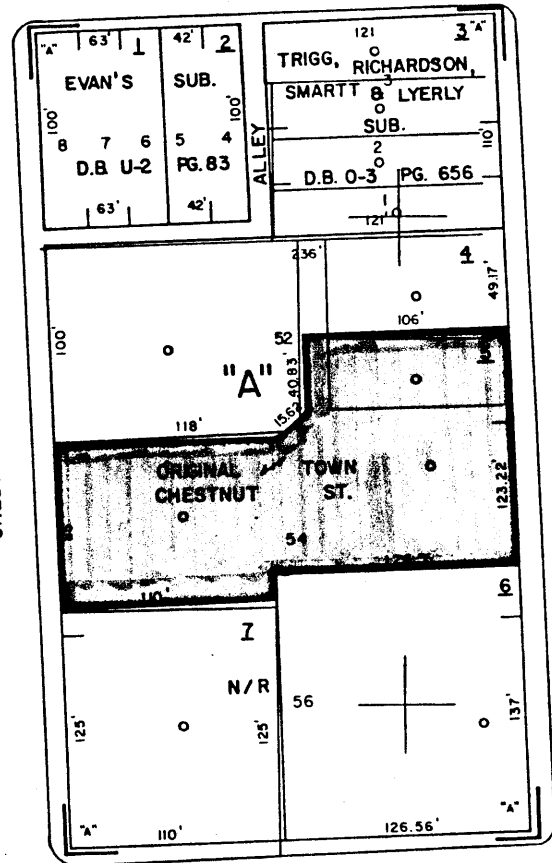 "A" 63' 1 42' 2
EVAN'S SUB.
100' 100'
8 7 6 5 4
D.B. U-2 PG. 83
63' 42'
ALLEY
121 3 "A"
TRIGG, RICHARDSON,
3
SMARTT & LYERLY
SUB.
110'
2
D.B. O-3 PG. 656
1
121'
236' 4
49.17'
100'
106'
52
"A"
40.83'
15.62'
118'
ORIGINAL TOWN
CHESTNUT ST.
123.22'
54
110'
7 6
N/R
56
125' 125' 137'
"A" 110' 126.56' "A"